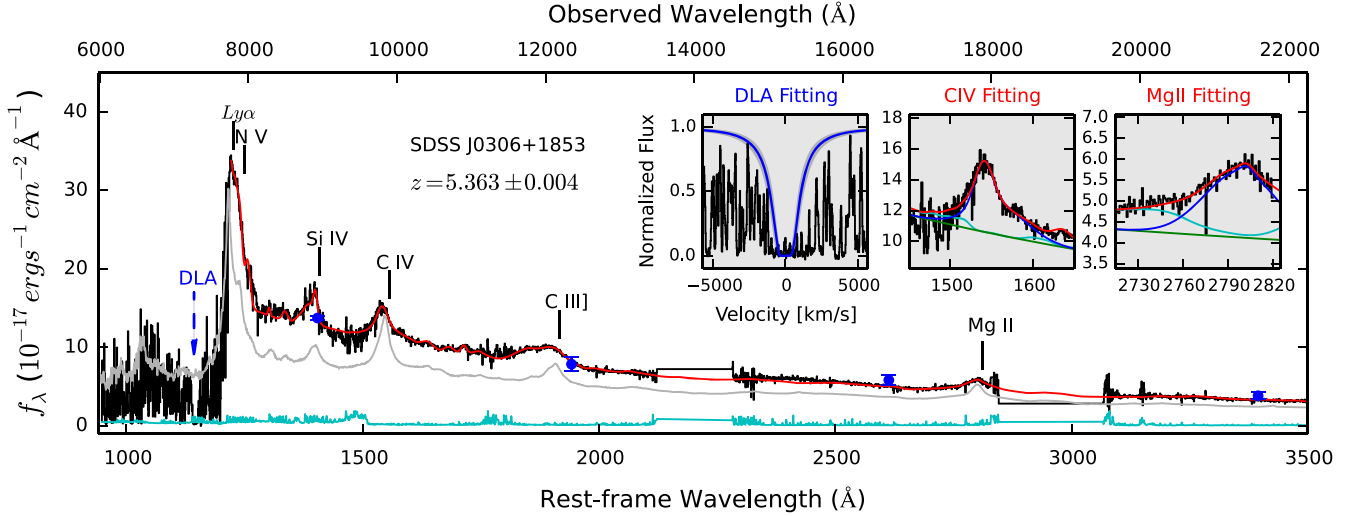 Observed Wavelength (Å)
6000 8000 10000 12000 14000 16000 18000 20000 22000
f_λ (10^{-17} ergs^{-1} cm^{-2} Å^{-1})
40
30
20
10
0
Lyα
N V
DLA
Si IV
C IV
C III]
Mg II
SDSS J0306+1853
z=5.363±0.004
DLA Fitting
Normalized Flux
1.0
0.5
0.0
−5000 0 5000
Velocity [km/s]
CIV Fitting
18
16
14
12
10
1500 1600
MgII Fitting
7.0
6.5
6.0
5.5
5.0
4.5
4.0
3.5
2730 2760 2790 2820
1000 1500 2000 2500 3000 3500
Rest-frame Wavelength (Å)